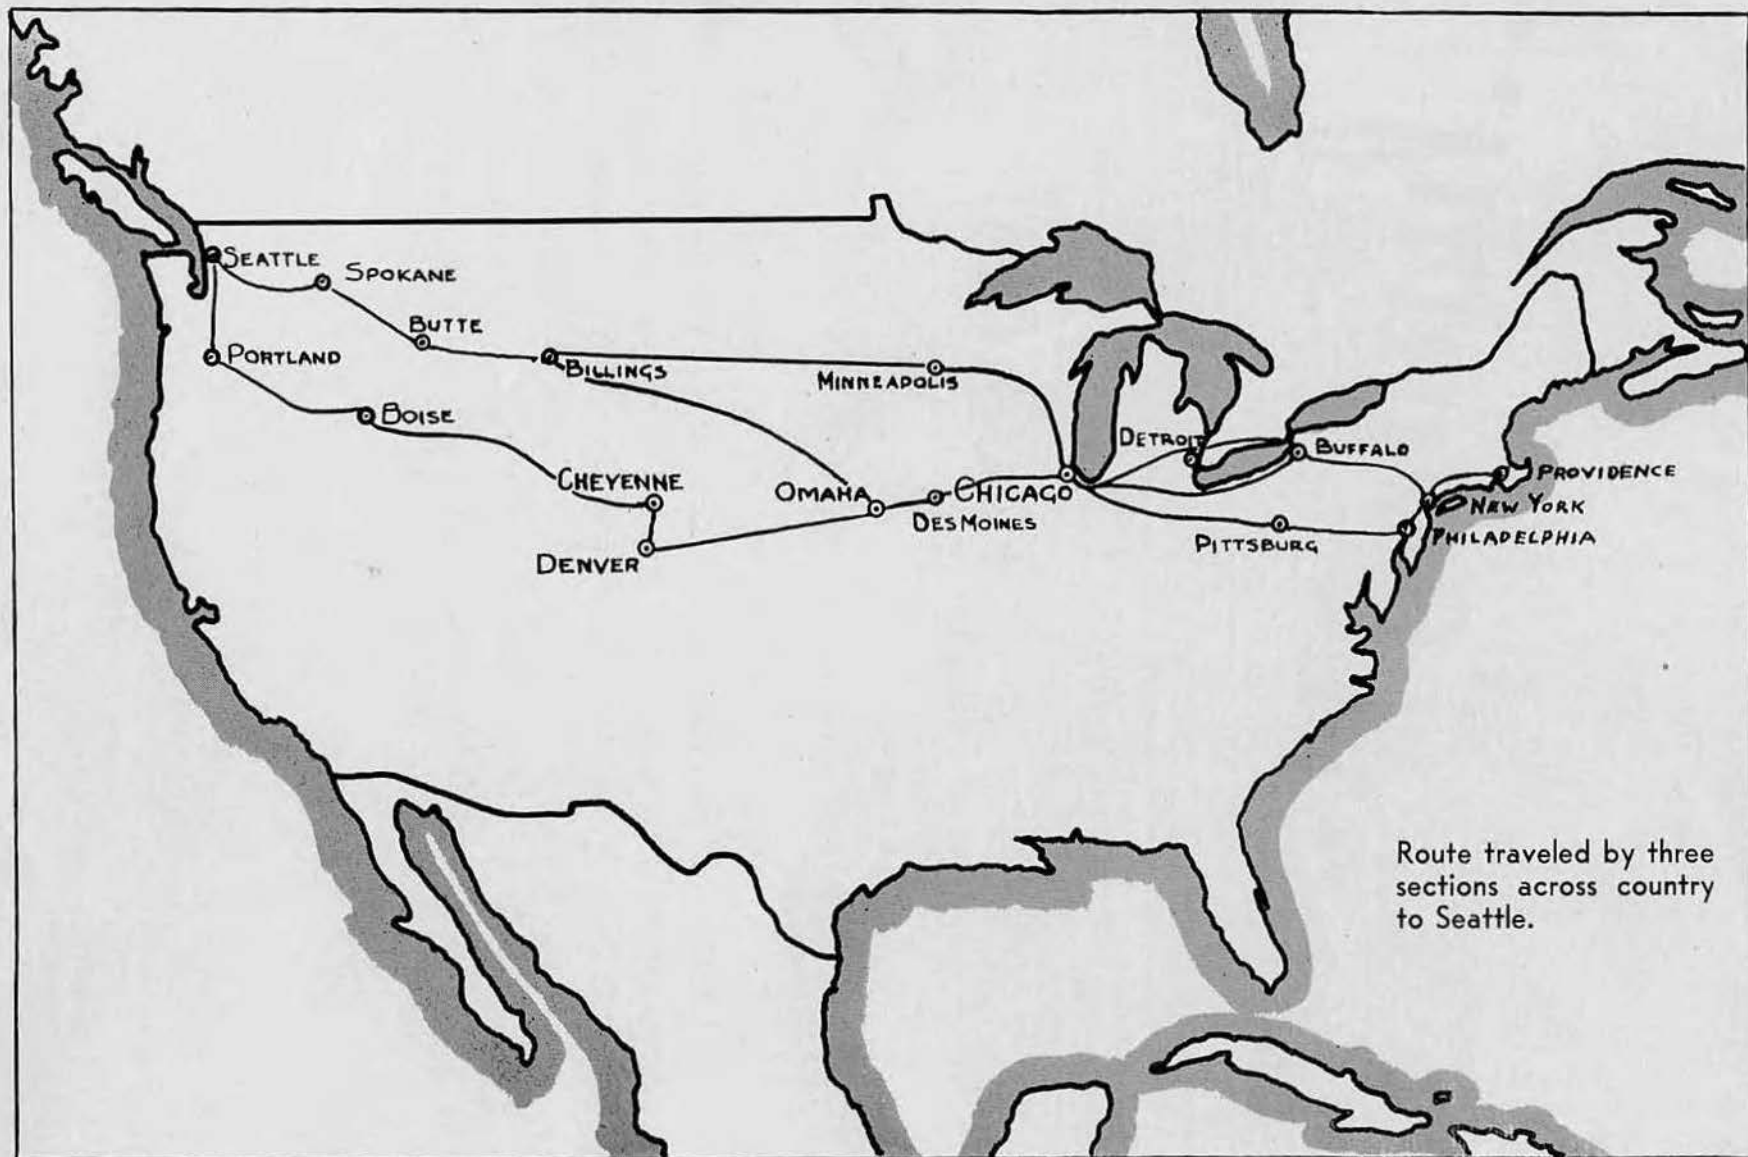 SEATTLE
SPOKANE
BUTTE
PORTLAND
BILLINGS
MINNEAPOLIS
BOISE
DETROIT
BUFFALO
CHEYENNE
OMAHA
CHICAGO
PROVIDENCE
DES MOINES
NEW YORK
PITTSBURG
PHILADELPHIA
DENVER
Route traveled by three
sections across country
to Seattle.